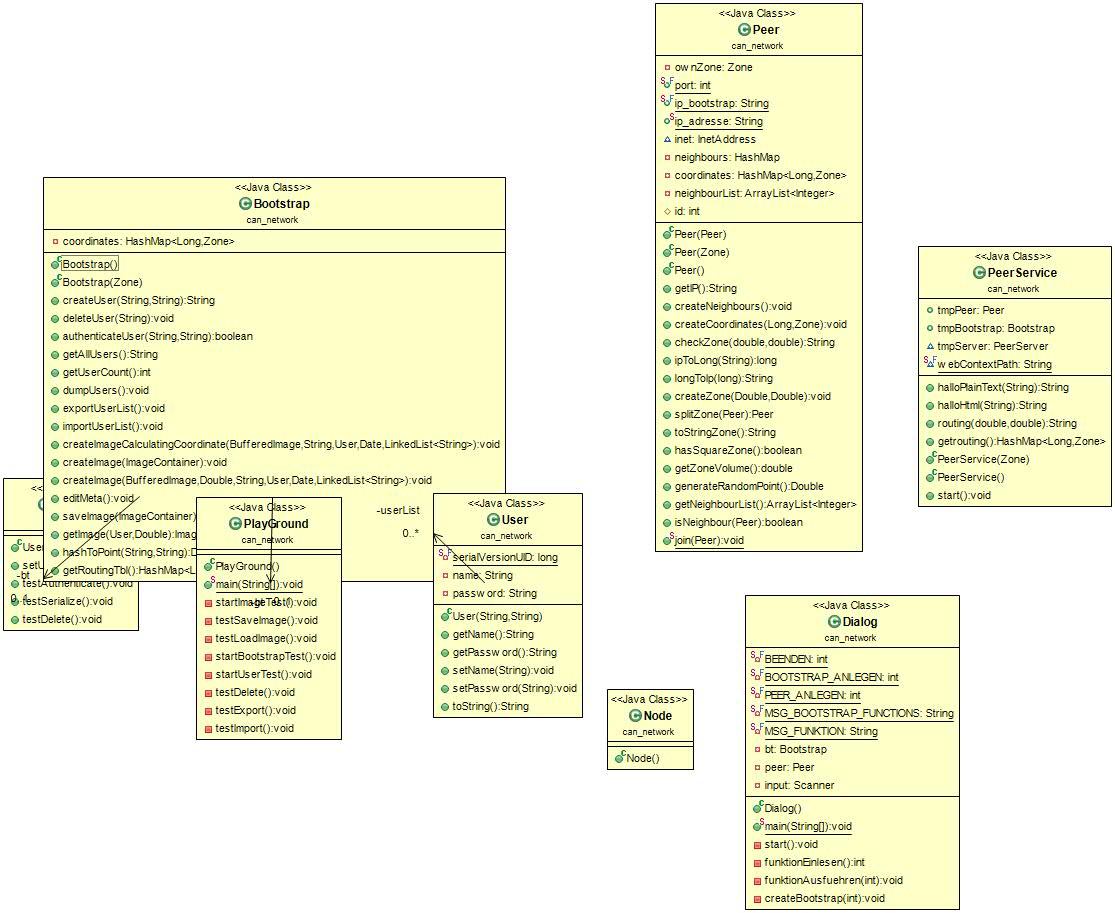 <<Java Class>>
Peer
can_network
ownZone: Zone
port: int
ip_bootstrap: String
ip_adresse: String
inet: InetAddress
neighbours: HashMap
coordinates: HashMap<Long,Zone>
neighbourList: ArrayList<Integer>
id: int
Peer(Peer)
Peer(Zone)
Peer()
getIP():String
createNeighbours():void
createCoordinates(Long,Zone):void
checkZone(double,double):String
ipToLong(String):long
longToIp(long):String
createZone(Double,Double):void
splitZone(Peer):Peer
toStringZone():String
hasSquareZone():boolean
getZoneVolume():double
generateRandomPoint():Double
getNeighbourList():ArrayList<Integer>
isNeighbour(Peer):boolean
join(Peer):void
<<Java Class>>
Bootstrap
can_network
coordinates: HashMap<Long,Zone>
Bootstrap()
Bootstrap(Zone)
createUser(String,String):String
deleteUser(String):void
authenticateUser(String,String):boolean
getAllUsers():String
getUserCount():int
dumpUsers():void
exportUserList():void
importUserList():void
createImageCalculatingCoordinate(BufferedImage,String,User,Date,LinkedList<String>):void
createImage(ImageContainer):void
createImage(BufferedImage,Double,String,User,Date,LinkedList<String>):void
editMeta():void
saveImage(ImageContainer)
getImage(User,Double):Imag
hashToPoint(String,String):D
getRoutingTbl():HashMap<L
<<Java Class>>
PeerService
can_network
tmpPeer: Peer
tmpBootstrap: Bootstrap
tmpServer: PeerServer
webContextPath: String
halloPlainText(String):String
halloHtml(String):String
routing(double,double):String
getrouting():HashMap<Long,Zone>
PeerService(Zone)
PeerService()
start():void
<<
User
setU
-bt
testAuthenticate():void
0..1
testSerialize():void
testDelete():void
<<Java Class>>
PlayGround
can_network
PlayGround()
main(String[]):void
startImageTest():void
-bt 0..1
testSaveImage():void
testLoadImage():void
startBootstrapTest():void
startUserTest():void
testDelete():void
testExport():void
testImport():void
-userList
0..*
<<Java Class>>
User
can_network
serialVersionUID: long
name: String
password: String
User(String,String)
getName():String
getPassword():String
setName(String):void
setPassword(String):void
toString():String
<<Java Class>>
Node
can_network
Node()
<<Java Class>>
Dialog
can_network
BEENDEN: int
BOOTSTRAP_ANLEGEN: int
PEER_ANLEGEN: int
MSG_BOOTSTRAP_FUNCTIONS: String
MSG_FUNKTION: String
bt: Bootstrap
peer: Peer
input: Scanner
Dialog()
main(String[]):void
start():void
funktionEinlesen():int
funktionAusfuehren(int):void
createBootstrap(int):void